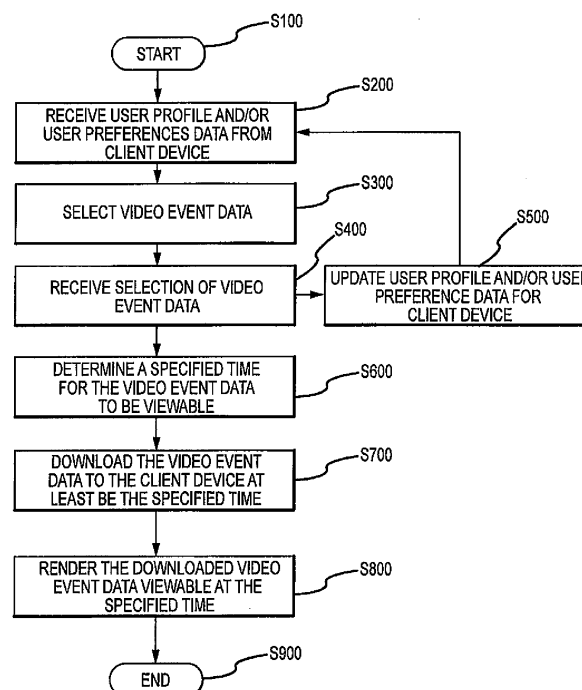 S100
START
S200
RECEIVE USER PROFILE AND/OR
USER PREFERENCES DATA FROM
CLIENT DEVICE
S300
SELECT VIDEO EVENT DATA
S400
RECEIVE SELECTION OF VIDEO
EVENT DATA
S500
UPDATE USER PROFILE AND/OR USER
PREFERENCE DATA FOR
CLIENT DEVICE
S600
DETERMINE A SPECIFIED TIME
FOR THE VIDEO EVENT DATA
TO BE VIEWABLE
S700
DOWNLOAD THE VIDEO EVENT
DATA TO THE CLIENT DEVICE AT
LEAST BE THE SPECIFIED TIME
S800
RENDER THE DOWNLOADED VIDEO
EVENT DATA VIEWABLE AT THE
SPECIFIED TIME
S900
END